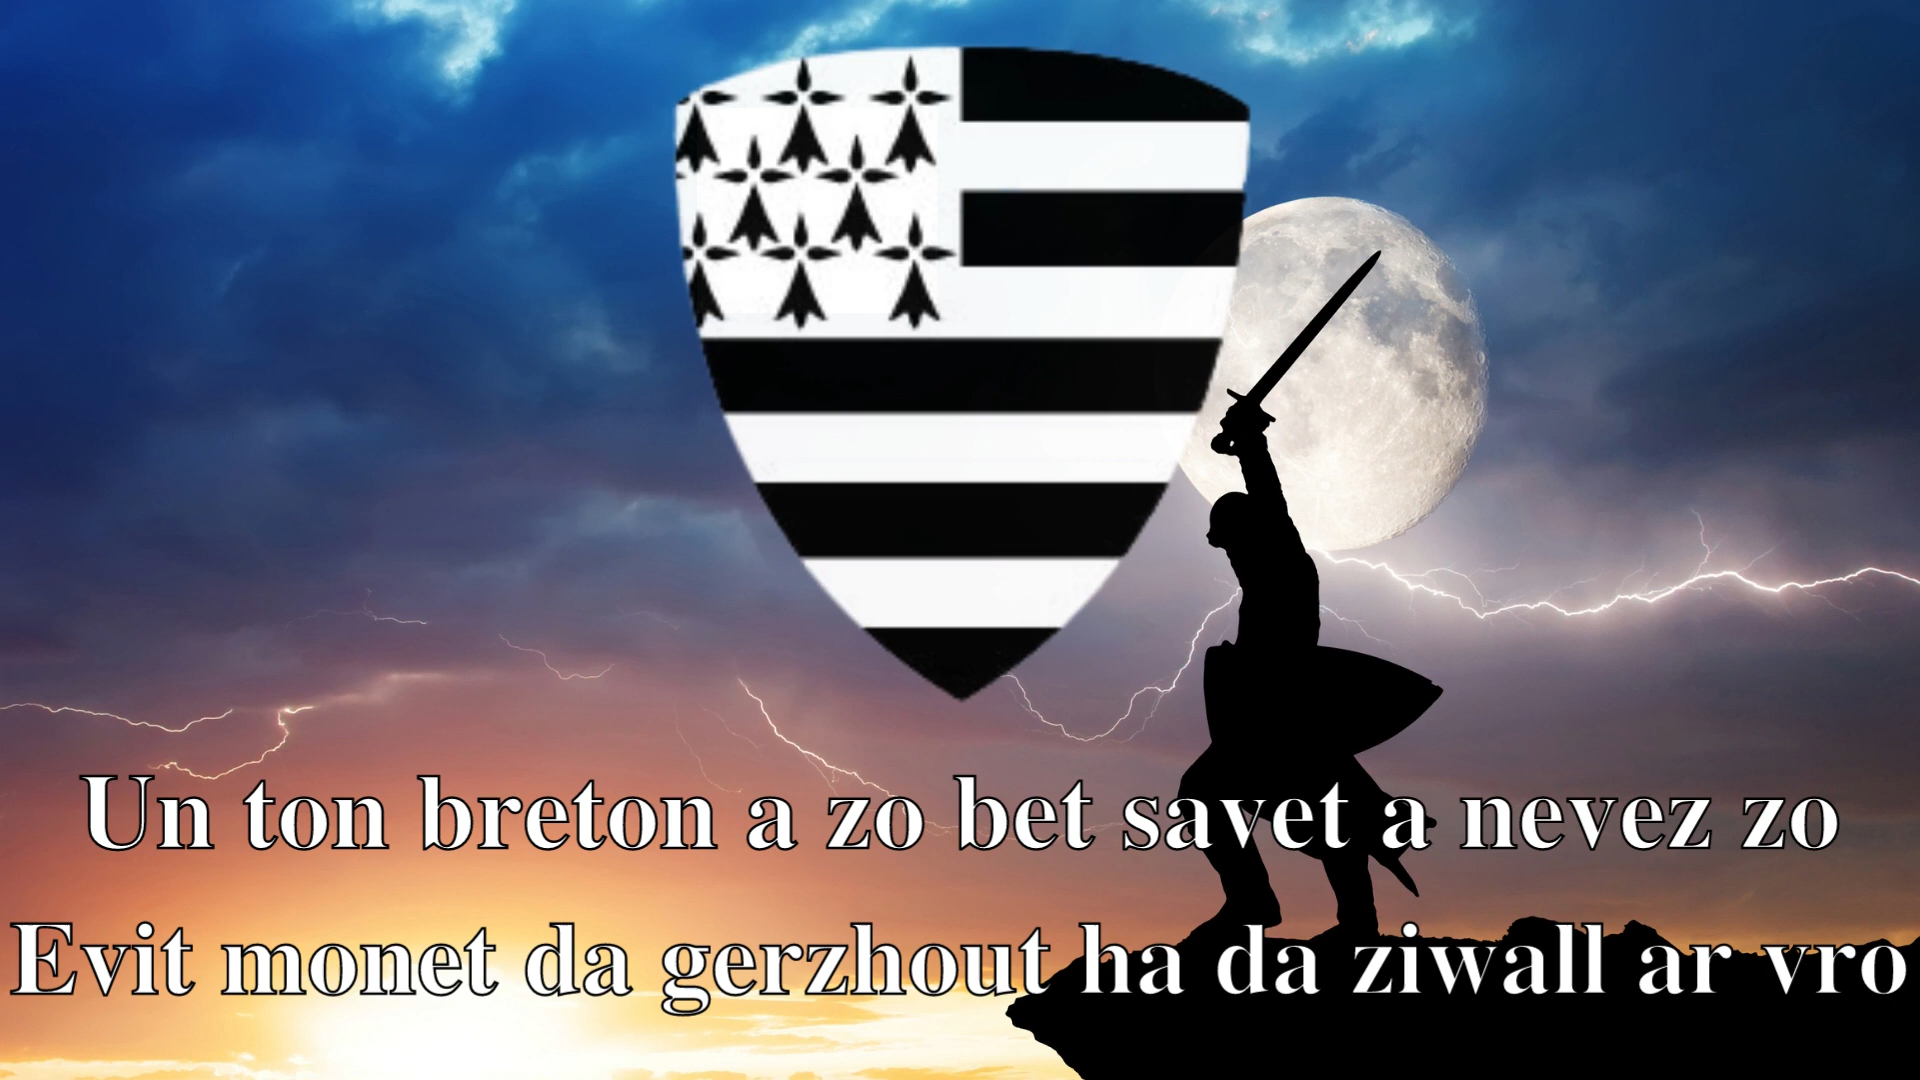 Un ton breton a zo bet savet a nevez zo
Evit monet da gerzhout ha da ziwall ar vro